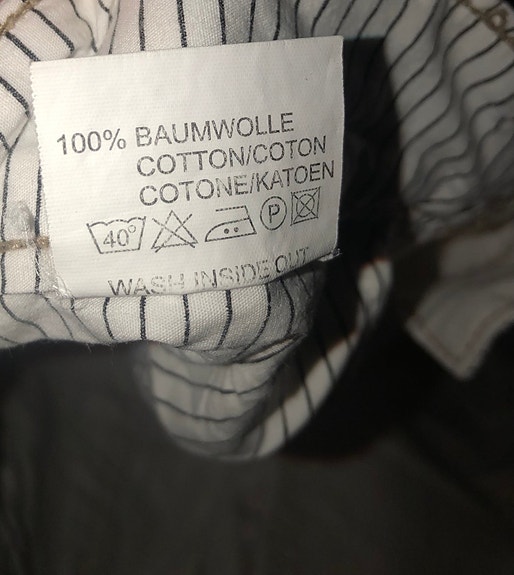 100% BAUMWOLLE
COTTON/COTON
COTONE/KATOEN
40° P
WASH INSIDE OUT